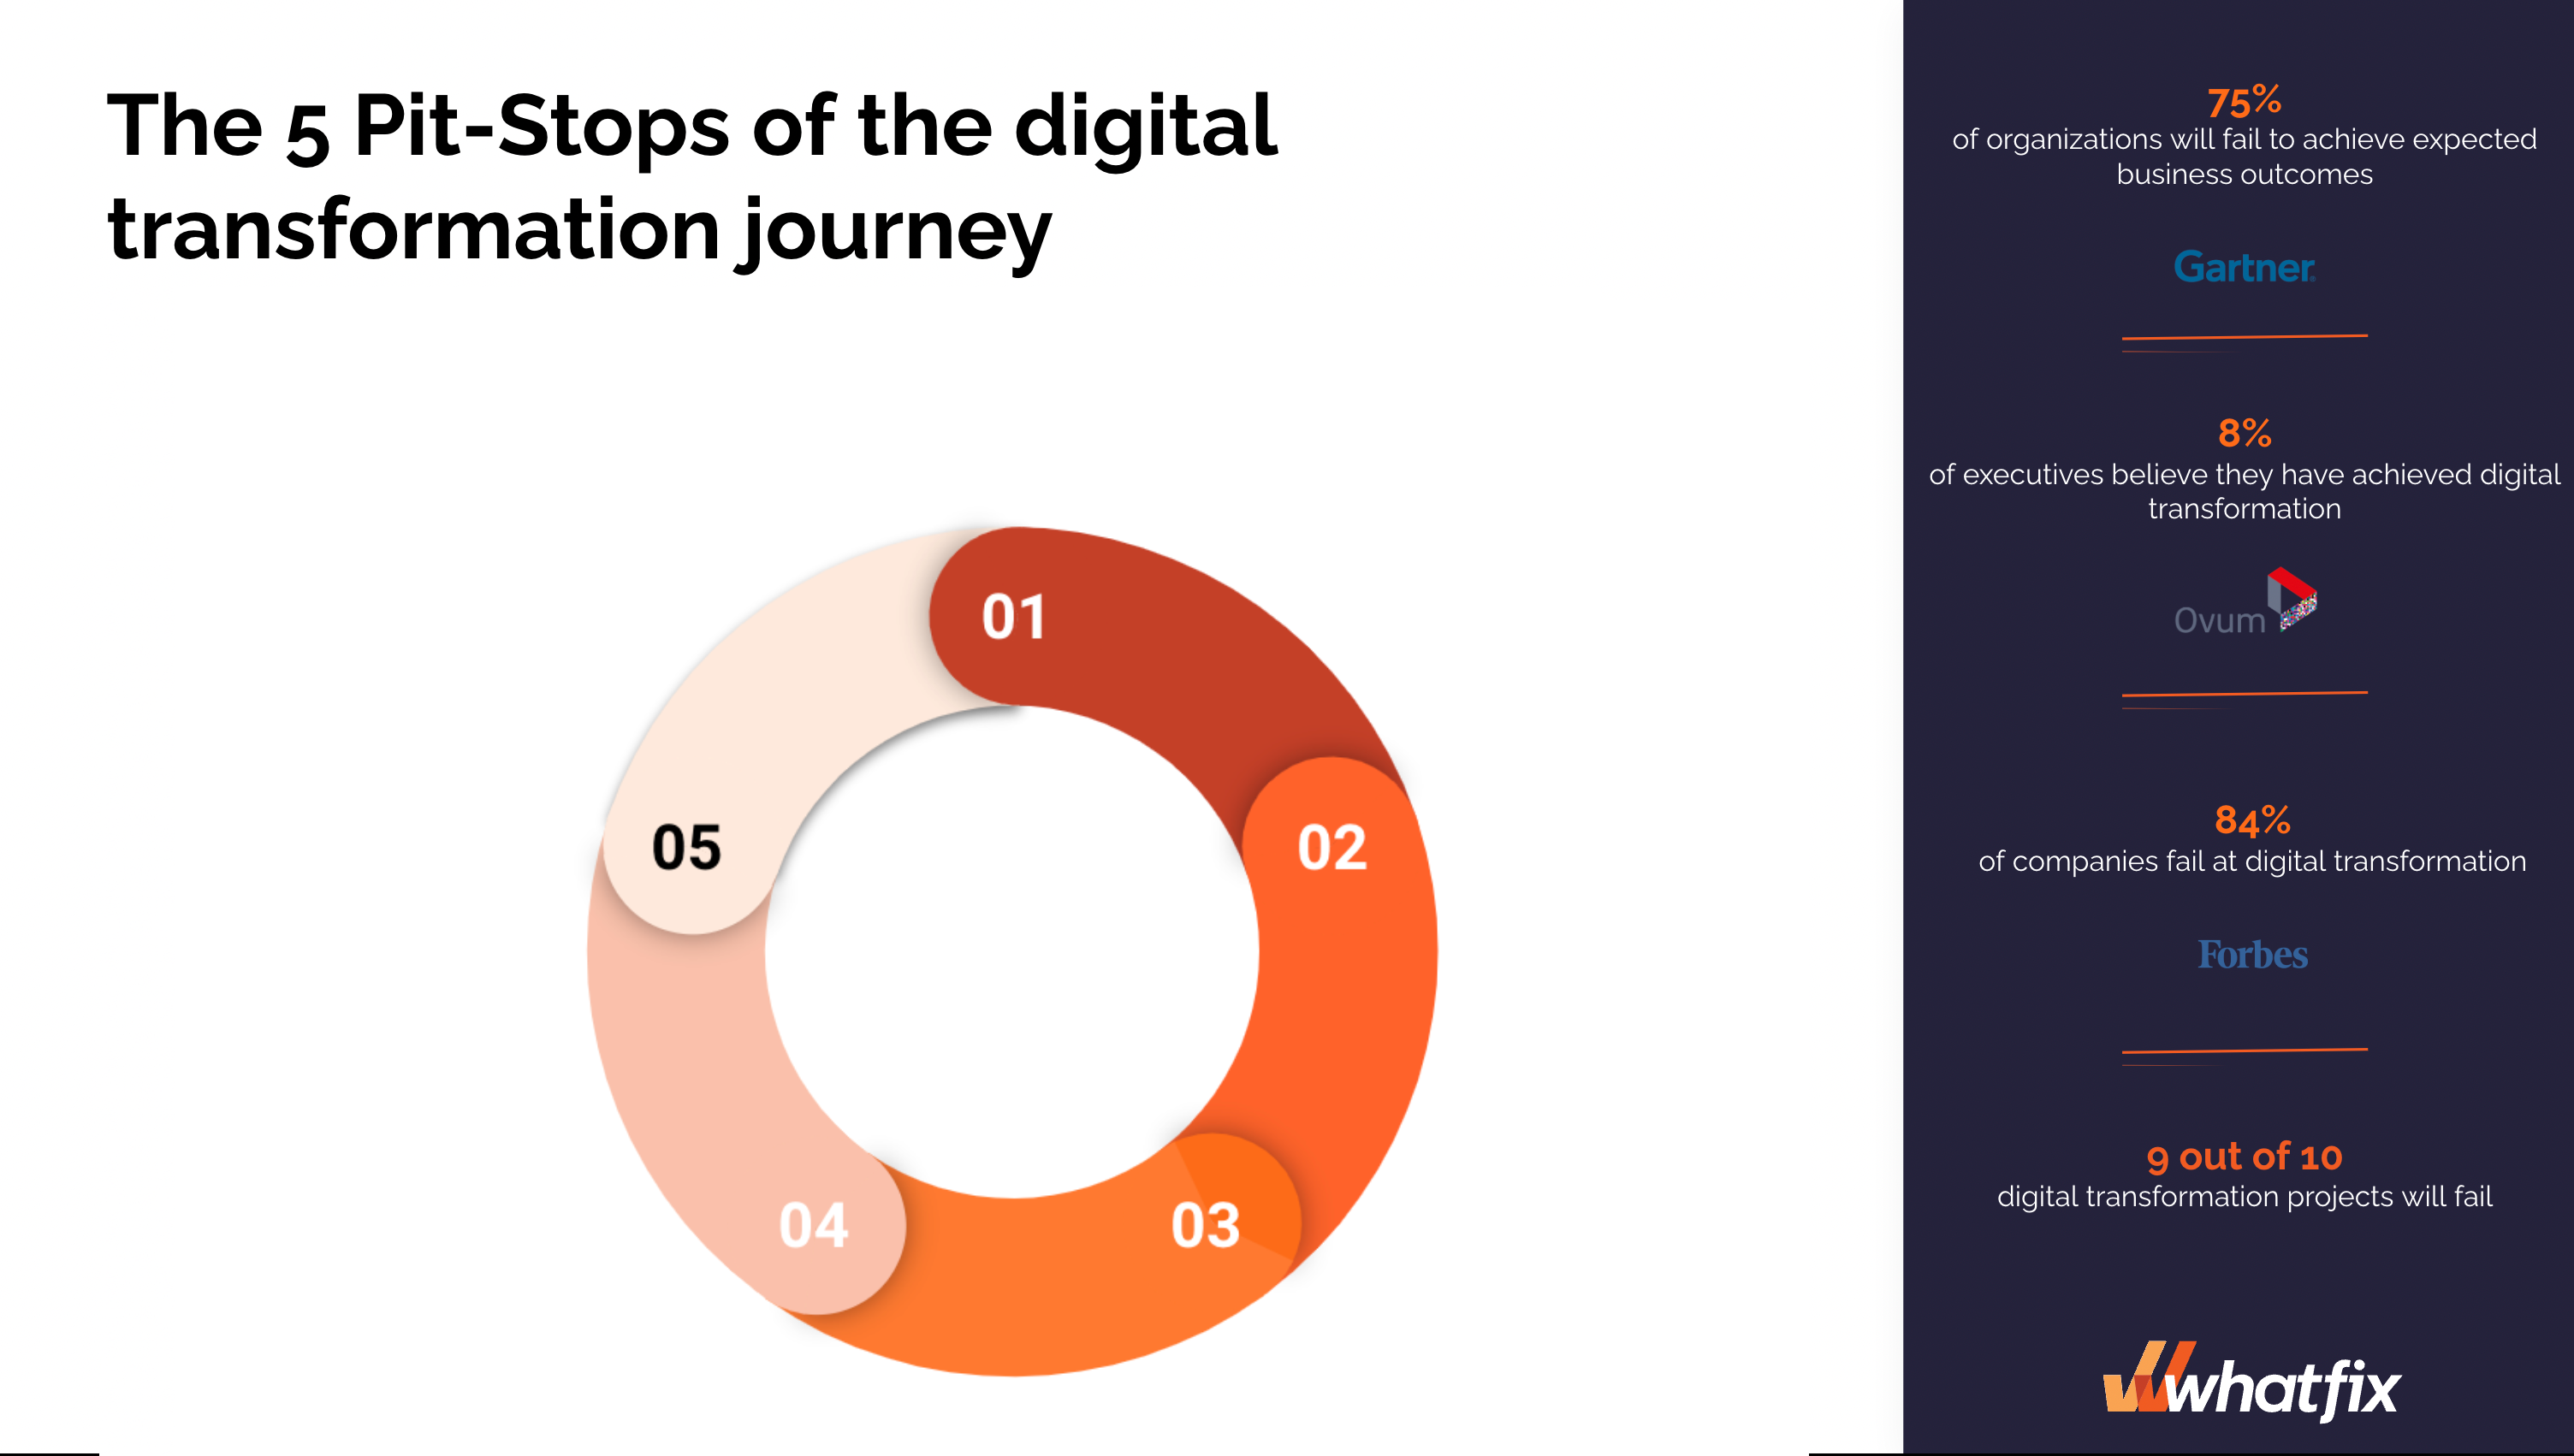 The 5 Pit-Stops of the digital
transformation journey
01
02
03
04
05
75%
of organizations will fail to achieve expected
business outcomes
Gartner
8%
of executives believe they have achieved digital
transformation
Ovum
84%
of companies fail at digital transformation
Forbes
9 out of 10
digital transformation projects will fail
whatfix